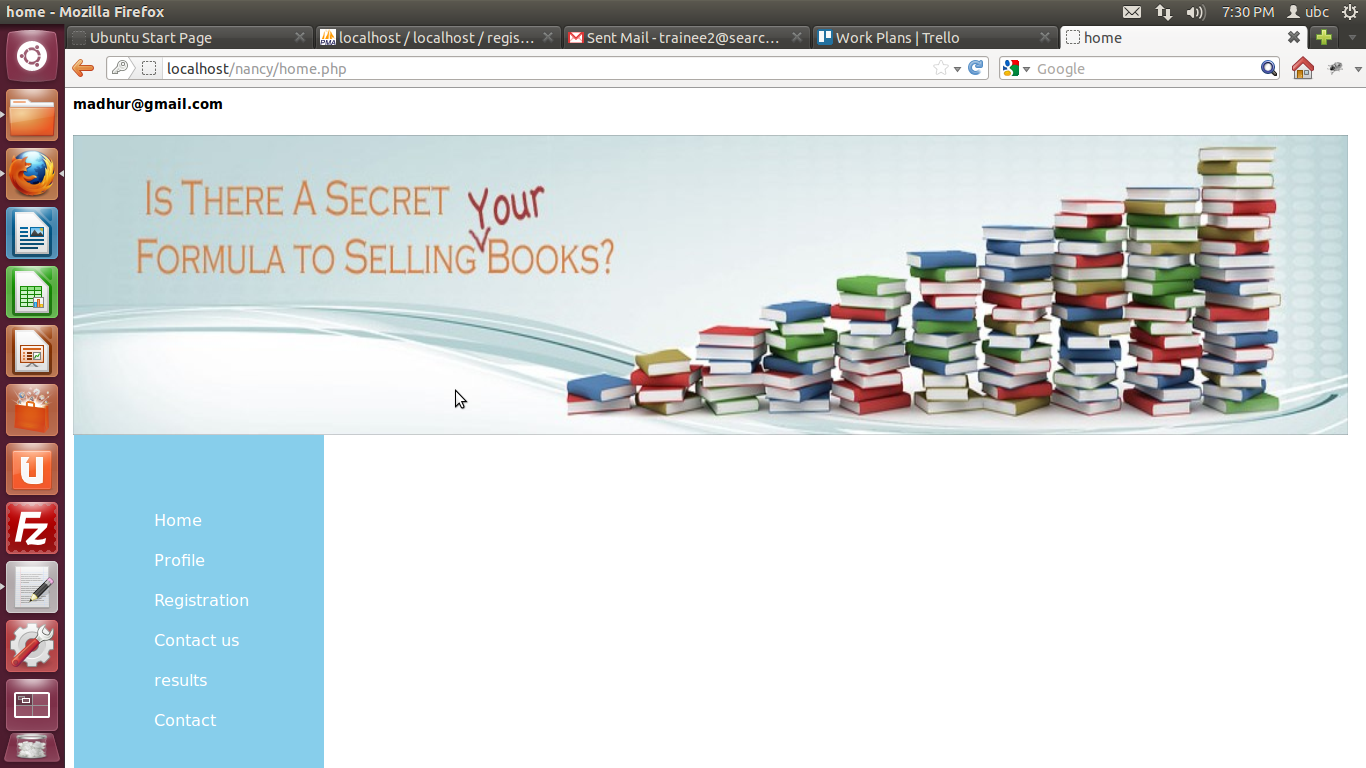 home - Mozilla Firefox
7:30 PM ubc
Ubuntu Start Page
localhost / localhost / regis...
Sent Mail - trainee2@searc...
Work Plans | Trello
home
localhost/nancy/home.php
Google
madhur@gmail.com
Is There A Secret Your
Formula to Selling Books?
Home
Profile
Registration
Contact us
results
Contact